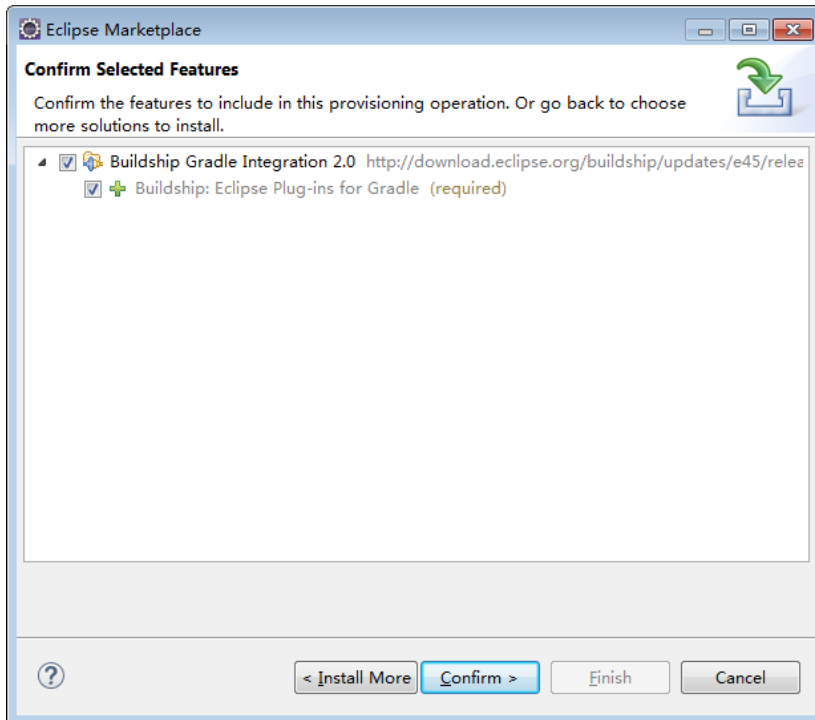 Eclipse Marketplace
Confirm Selected Features
Confirm the features to include in this provisioning operation. Or go back to choose
more solutions to install.
Buildship Gradle Integration 2.0 http://download.eclipse.org/buildship/updates/e45/relea
Buildship: Eclipse Plug-ins for Gradle (required)
< Install More Confirm > Finish Cancel